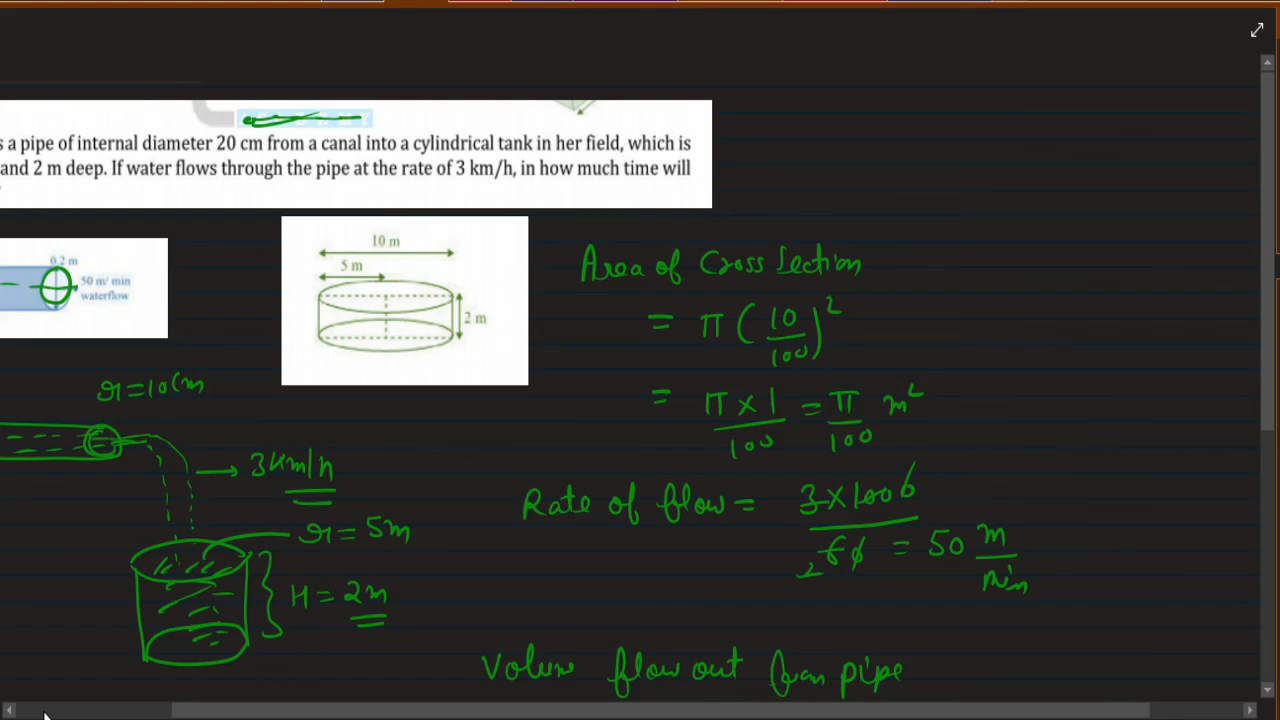 s a pipe of internal diameter 20 cm from a canal into a cylindrical tank in her field, which is
and 2 m deep. If water flows through the pipe at the rate of 3 km/h, in how much time will
0.2 m
50 m/ min
waterflow
10 m
5 m
2 m
r = 10 cm
3 km/h
r = 5m
H = 2m
Area of Cross Section
= π (10/100)²
= π × 1/100 = π/100 m²
Rate of flow = 3 × 1000/60 = 50 m/min
Volume flow out from pipe